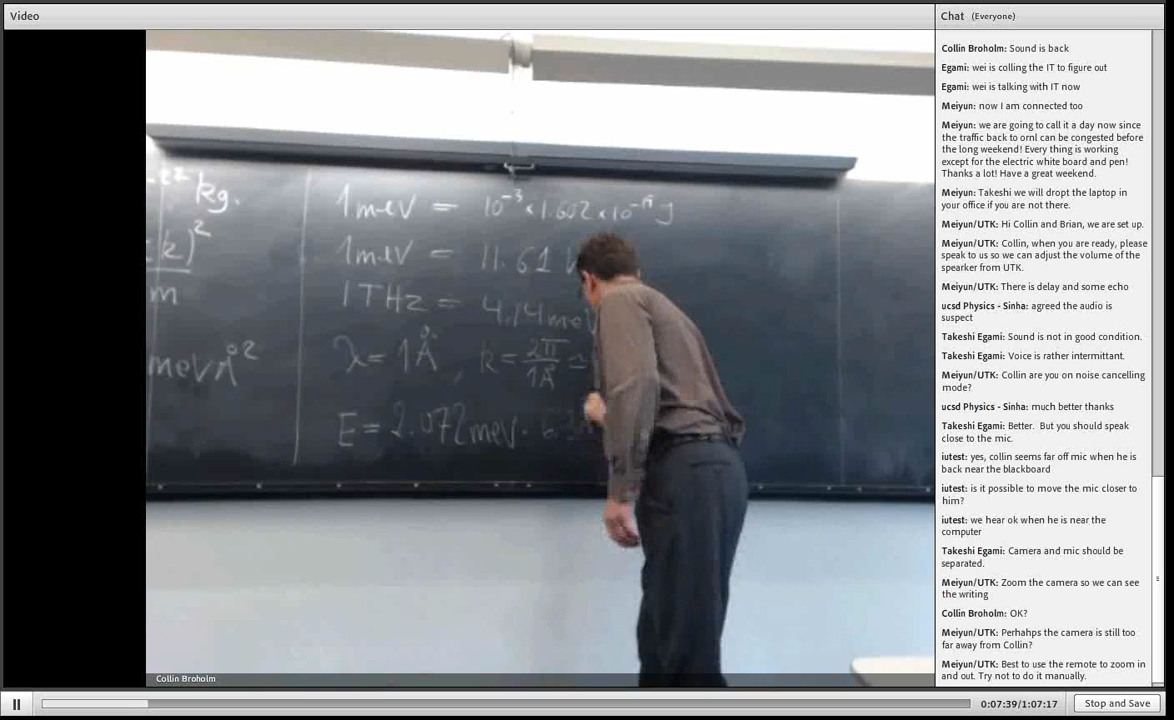 Video
kg.
1meV = 10⁻³ × 1.602 × 10⁻¹⁹ J
k)²
m
1meV = 11.61
1THz = 4.14meV
meVÅ²
λ = 1Å , k = 2π/1Å ≃
E = 2.072meV ·
Collin Broholm
0:07:39/1:07:17
Stop and Save
Chat (Everyone)
Collin Broholm: Sound is back
Egami: wei is colling the IT to figure out
Egami: wei is talking with IT now
Meiyun: now I am connected too
Meiyun: we are going to call it a day now since
the traffic back to ornl can be congested before
the long weekend! Every thing is working
except for the electric white board and pen!
Thanks a lot! Have a great weekend.
Meiyun: Takeshi we will dropt the laptop in
your office if you are not there.
Meiyun/UTK: Hi Collin and Brian, we are set up.
Meiyun/UTK: Collin, when you are ready, please
speak to us so we can adjust the volume of the
spearker from UTK.
Meiyun/UTK: There is delay and some echo
ucsd Physics - Sinha: agreed the audio is
suspect
Takeshi Egami: Sound is not in good condition.
Takeshi Egami: Voice is rather intermittant.
Meiyun/UTK: Collin are you on noise cancelling
mode?
ucsd Physics - Sinha: much better thanks
Takeshi Egami: Better. But you should speak
close to the mic.
iutest: yes, collin seems far off mic when he is
back near the blackboard
iutest: is it possible to move the mic closer to
him?
iutest: we hear ok when he is near the
computer
Takeshi Egami: Camera and mic should be
separated.
Meiyun/UTK: Zoom the camera so we can see
the writing
Collin Broholm: OK?
Meiyun/UTK: Perhahps the camera is still too
far away from Collin?
Meiyun/UTK: Best to use the remote to zoom in
and out. Try not to do it manually.